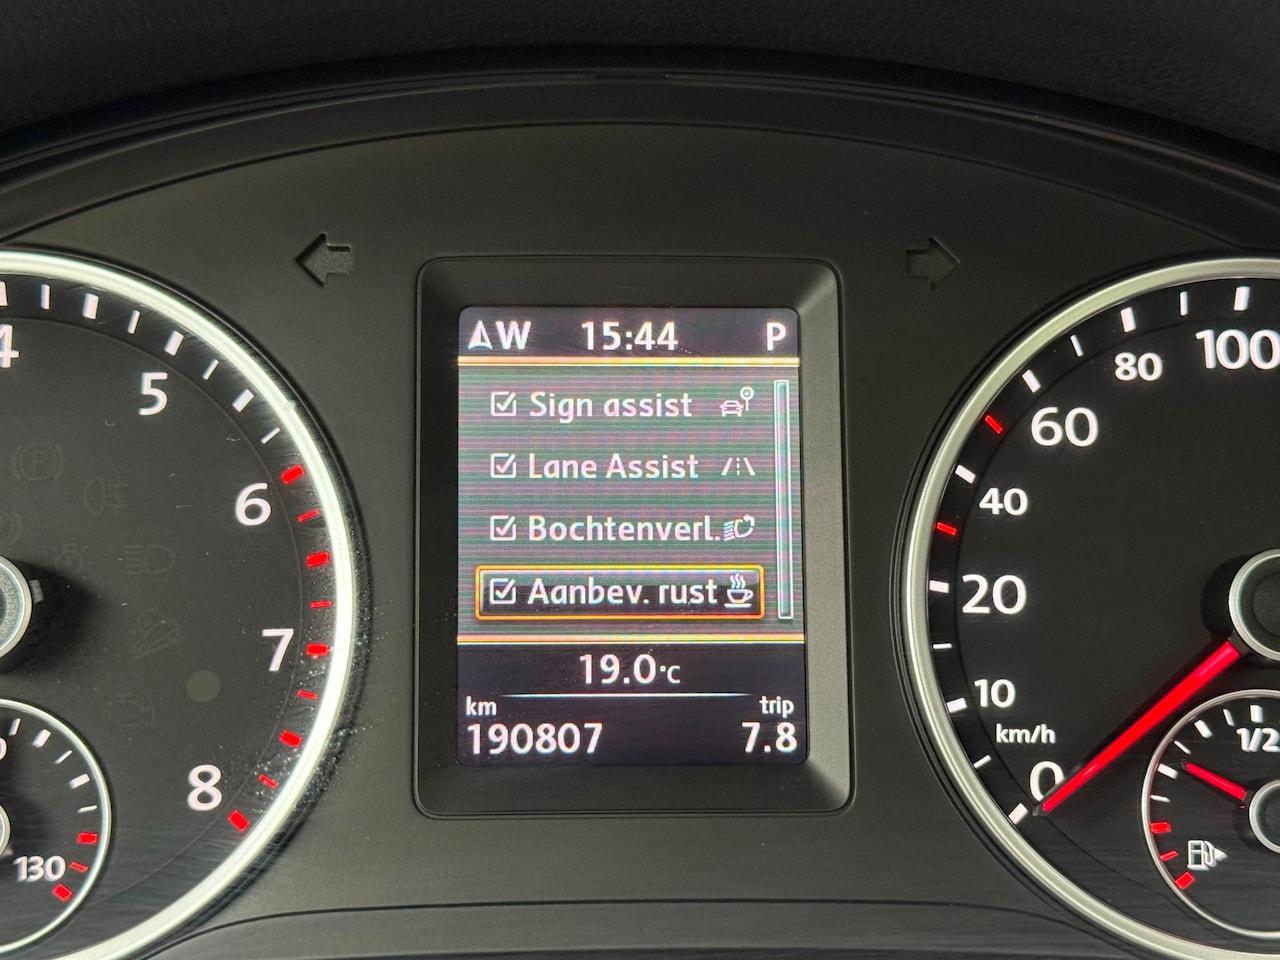 W 15:44 P
Sign assist
Lane Assist
Bochtenverl.
Aanbev. rust
19.0°C
km trip
190807 7.8
4
5
6
7
8
130
100
80
60
40
20
10
km/h
0
1/2